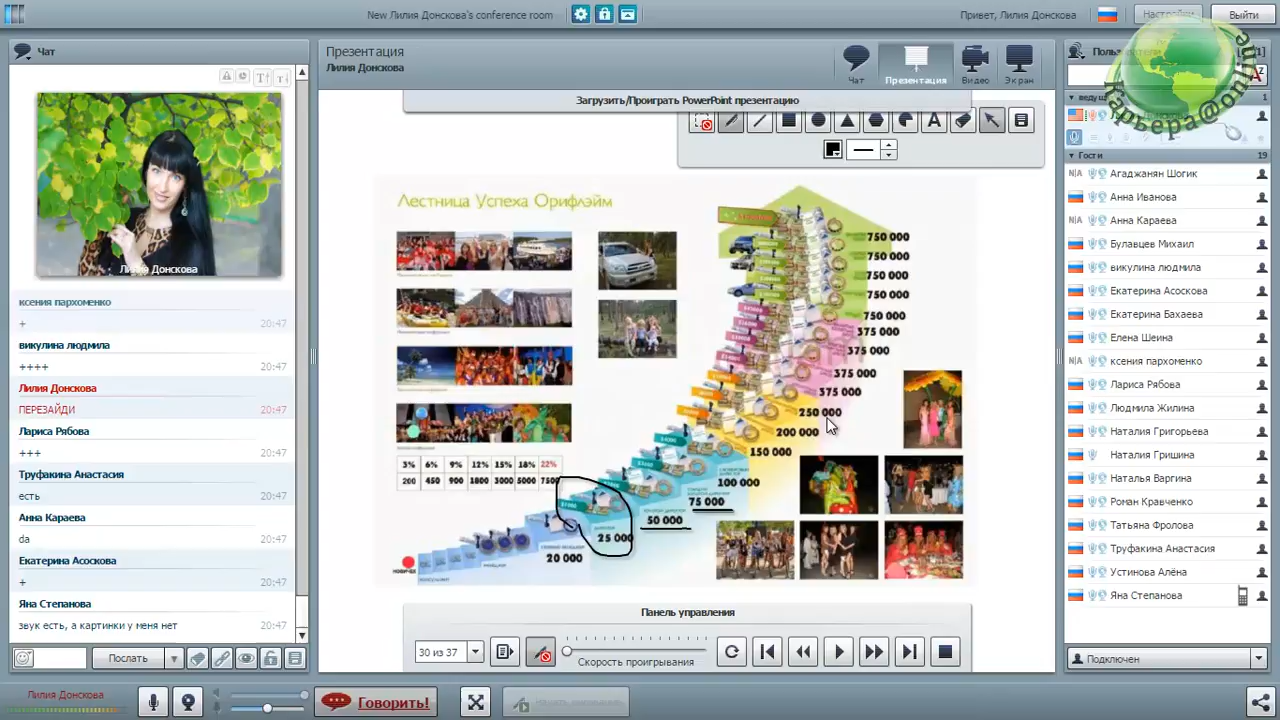 New Лилия Донскова's conference room
Привет, Лилия Донскова
Настройки
Выйти
Чат
Лилия Донскова
ксения пархоменко
+ 20:47
викулина людмила
++++ 20:47
Лилия Донскова
ПЕРЕЗАЙДИ 20:47
Лариса Рябова
+++ 20:47
Труфакина Анастасия
есть 20:47
Анна Караева
da 20:39
Екатерина Асоскова
+ 20:47
Яна Степанова
звук есть, а картинки у меня нет 20:47
Послать
Лилия Донскова
Говорить!
Презентация
Лилия Донскова
Чат
Презентация
Видео
Экран
Загрузить/Проиграть PowerPoint презентацию
Лестница Успеха Орифлэйм
750 000
750 000
750 000
750 000
750 000
375 000
375 000
375 000
375 000
250 000
200 000
150 000
100 000
75 000
50 000
25 000
20 000
3% 6% 9% 12% 15% 18% 22%
200 450 900 1800 3000 5000 7500
НОВИЧОК
Панель управления
30 из 37
Скорость проигрывания
карьера@online
Пользователи
ведущ 1
Гости 19
N/A Агаджанян Шогик
Анна Иванова
N/A Анна Караева
Булавцев Михаил
викулина людмила
Екатерина Асоскова
Екатерина Бахаева
Елена Шеина
N/A ксения пархоменко
Лариса Рябова
Людмила Жилина
Наталия Григорьева
Наталия Гришина
Наталья Варгина
Роман Кравченко
Татьяна Фролова
Труфакина Анастасия
Устинова Алёна
Яна Степанова
Подключен